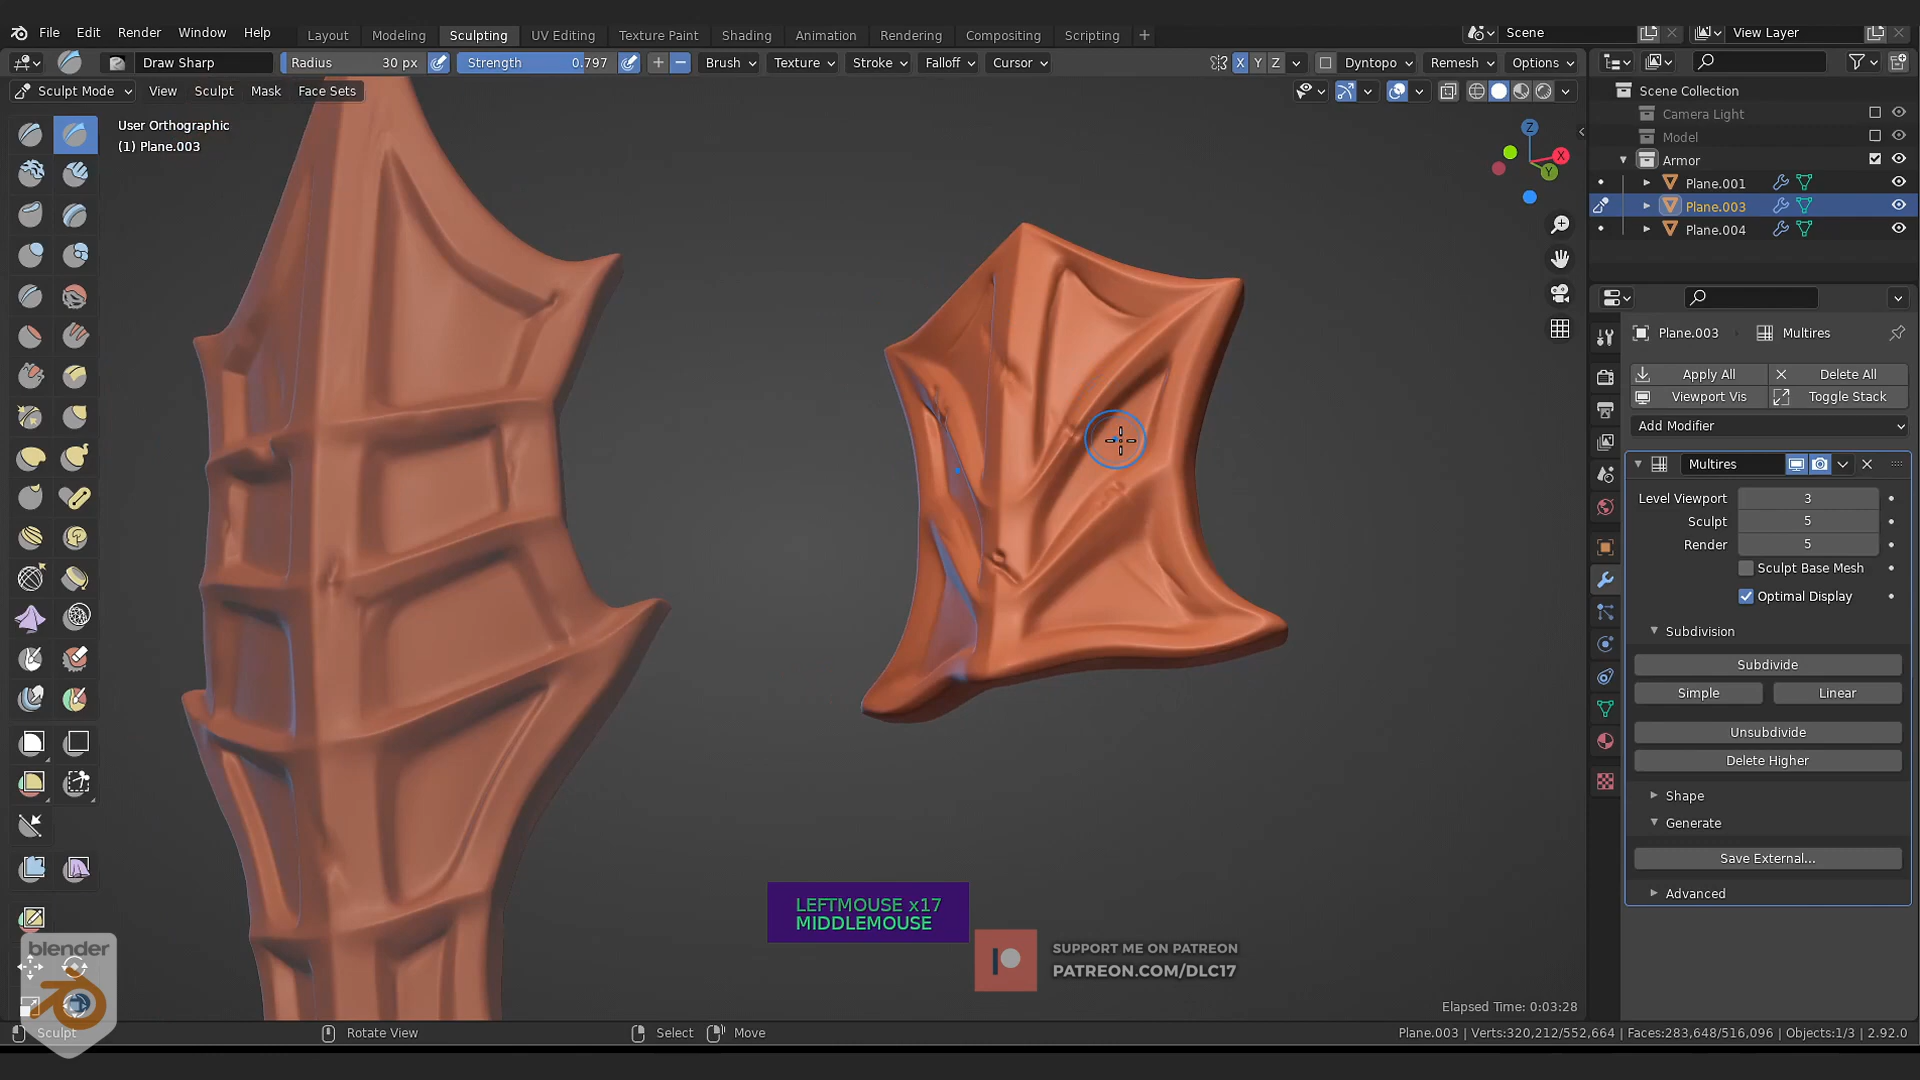 File Edit Render Window Help
Layout Modeling Sculpting UV Editing Texture Paint Shading Animation Rendering Compositing Scripting +
Scene
View Layer
Draw Sharp
Radius 30 px
Strength 0.797
Brush Texture Stroke Falloff Cursor
X Y Z
Dyntopo Remesh Options
Sculpt Mode View Sculpt Mask Face Sets
User Orthographic
(1) Plane.003
Z
X
Y
Scene Collection
Camera Light
Model
Armor
Plane.001
Plane.003
Plane.004
Plane.003 Multires
Apply All Delete All
Viewport Vis Toggle Stack
Add Modifier
Multires
Level Viewport 3
Sculpt 5
Render 5
Sculpt Base Mesh
Optimal Display
Subdivision
Subdivide
Simple Linear
Unsubdivide
Delete Higher
Shape
Generate
Save External...
Advanced
LEFTMOUSE x17
MIDDLEMOUSE
SUPPORT ME ON PATREON
PATREON.COM/DLC17
blender
Elapsed Time: 0:03:28
Sculpt Rotate View Select Move
Plane.003 | Verts:320,212/552,664 | Faces:283,648/516,096 | Objects:1/3 | 2.92.0